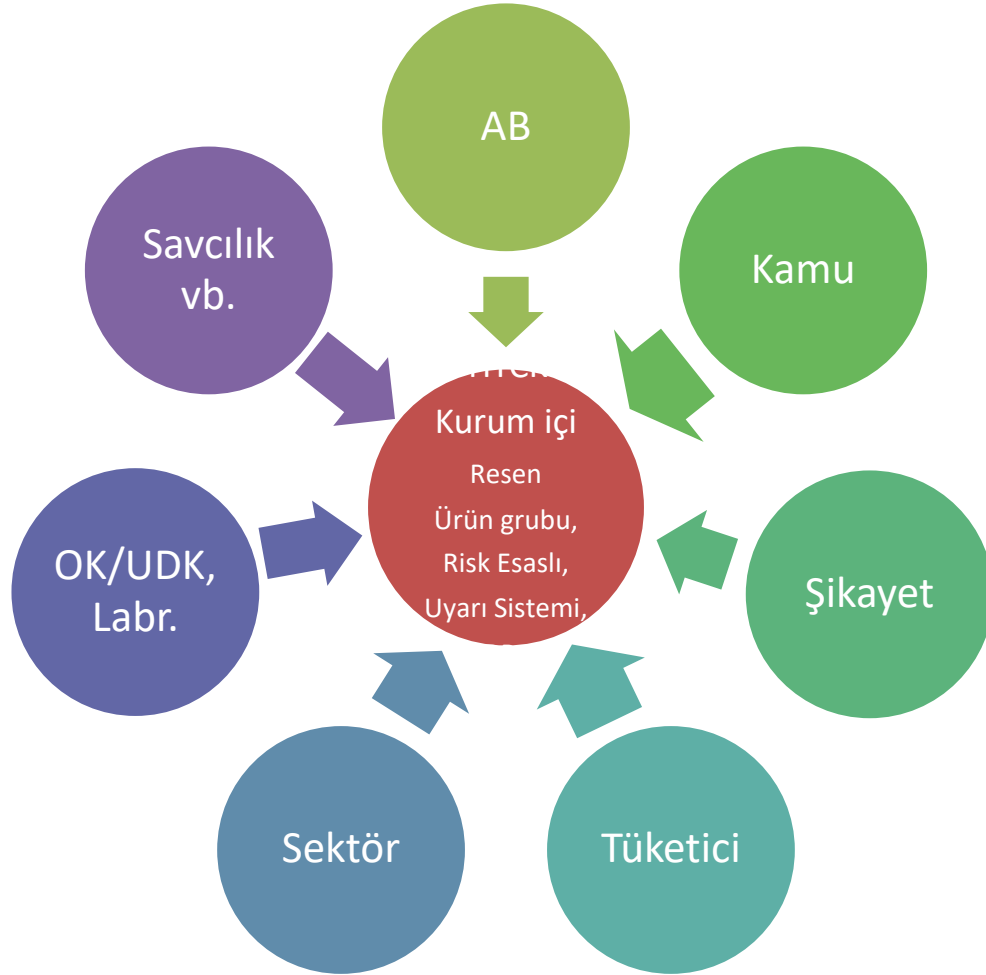 AB
Kamu
Şikayet
Tüketici
Sektör
OK/UDK,
Labr.
Savcılık
vb.
Kurum içi
Resen
Ürün grubu,
Risk Esaslı,
Uyarı Sistemi,